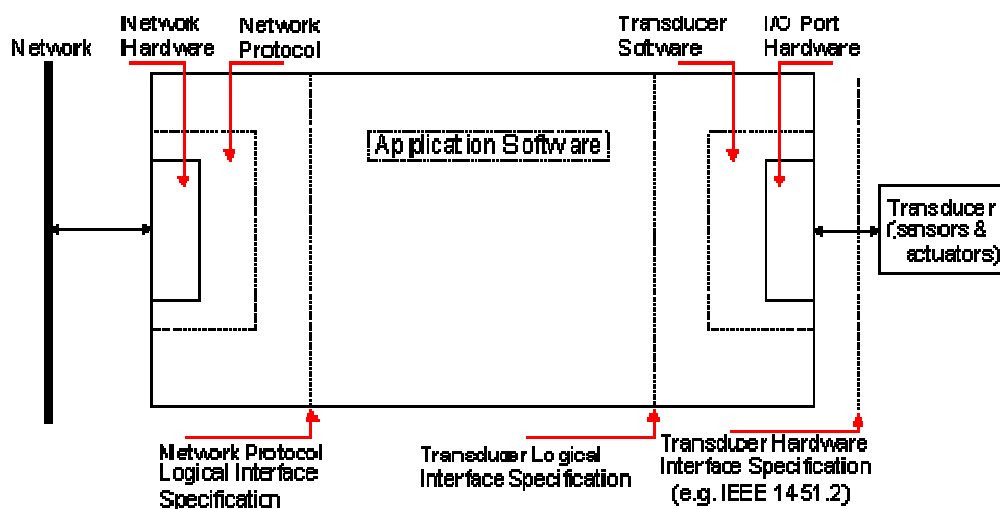 Network
Network
Hardware
Network
Protocol
Transducer
Software
I/O Port
Hardware
Application Software
Transducer
(sensors &
actuators)
Network Protocol
Logical Interface
Specification
Transducer Logical
Interface Specification
Transducer Hardware
Interface Specification
(e.g. IEEE 1451.2)